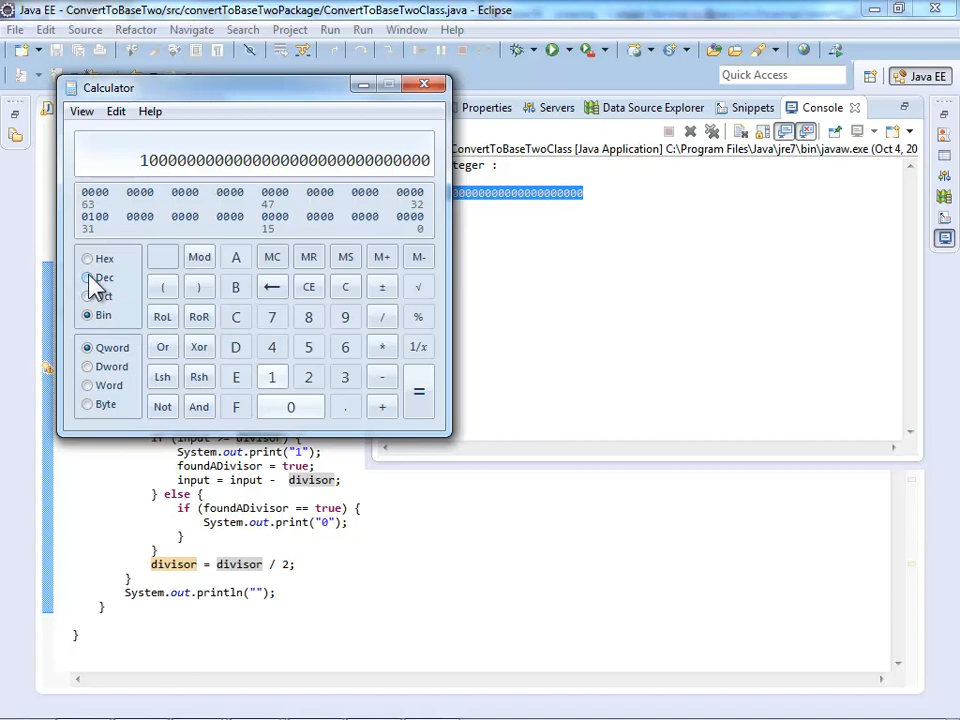 Java EE - ConvertToBaseTwo/src/convertToBaseTwoPackage/ConvertToBaseTwoClass.java - Eclipse
File Edit Source Refactor Navigate Search Project Run Run Window Help
Quick Access
Java EE
Calculator
View Edit Help
Properties Servers Data Source Explorer Snippets Console
ConvertToBaseTwoClass [Java Application] C:\Program Files\Java\jre7\bin\javaw.exe (Oct 4, 20
teger :
1000000000000000000000000000000
0000 0000 0000 0000 0000 0000 0000 0000
63 47 32
0100 0000 0000 0000 0000 0000 0000 0000
31 15 0
Hex Mod A MC MR MS M+ M-
Dec ( ) B ← CE C ± √
Bin RoL RoR C 7 8 9 / %
Qword Or Xor D 4 5 6 * 1/x
Dword Lsh Rsh E 1 2 3 - =
Word
Byte Not And F 0 . +
System.out.print("1");
foundADivisor = true;
input = input -  divisor;
} else {
if (foundADivisor == true) {
System.out.print("0");
}
}
divisor = divisor / 2;
}
System.out.println("");
}
}